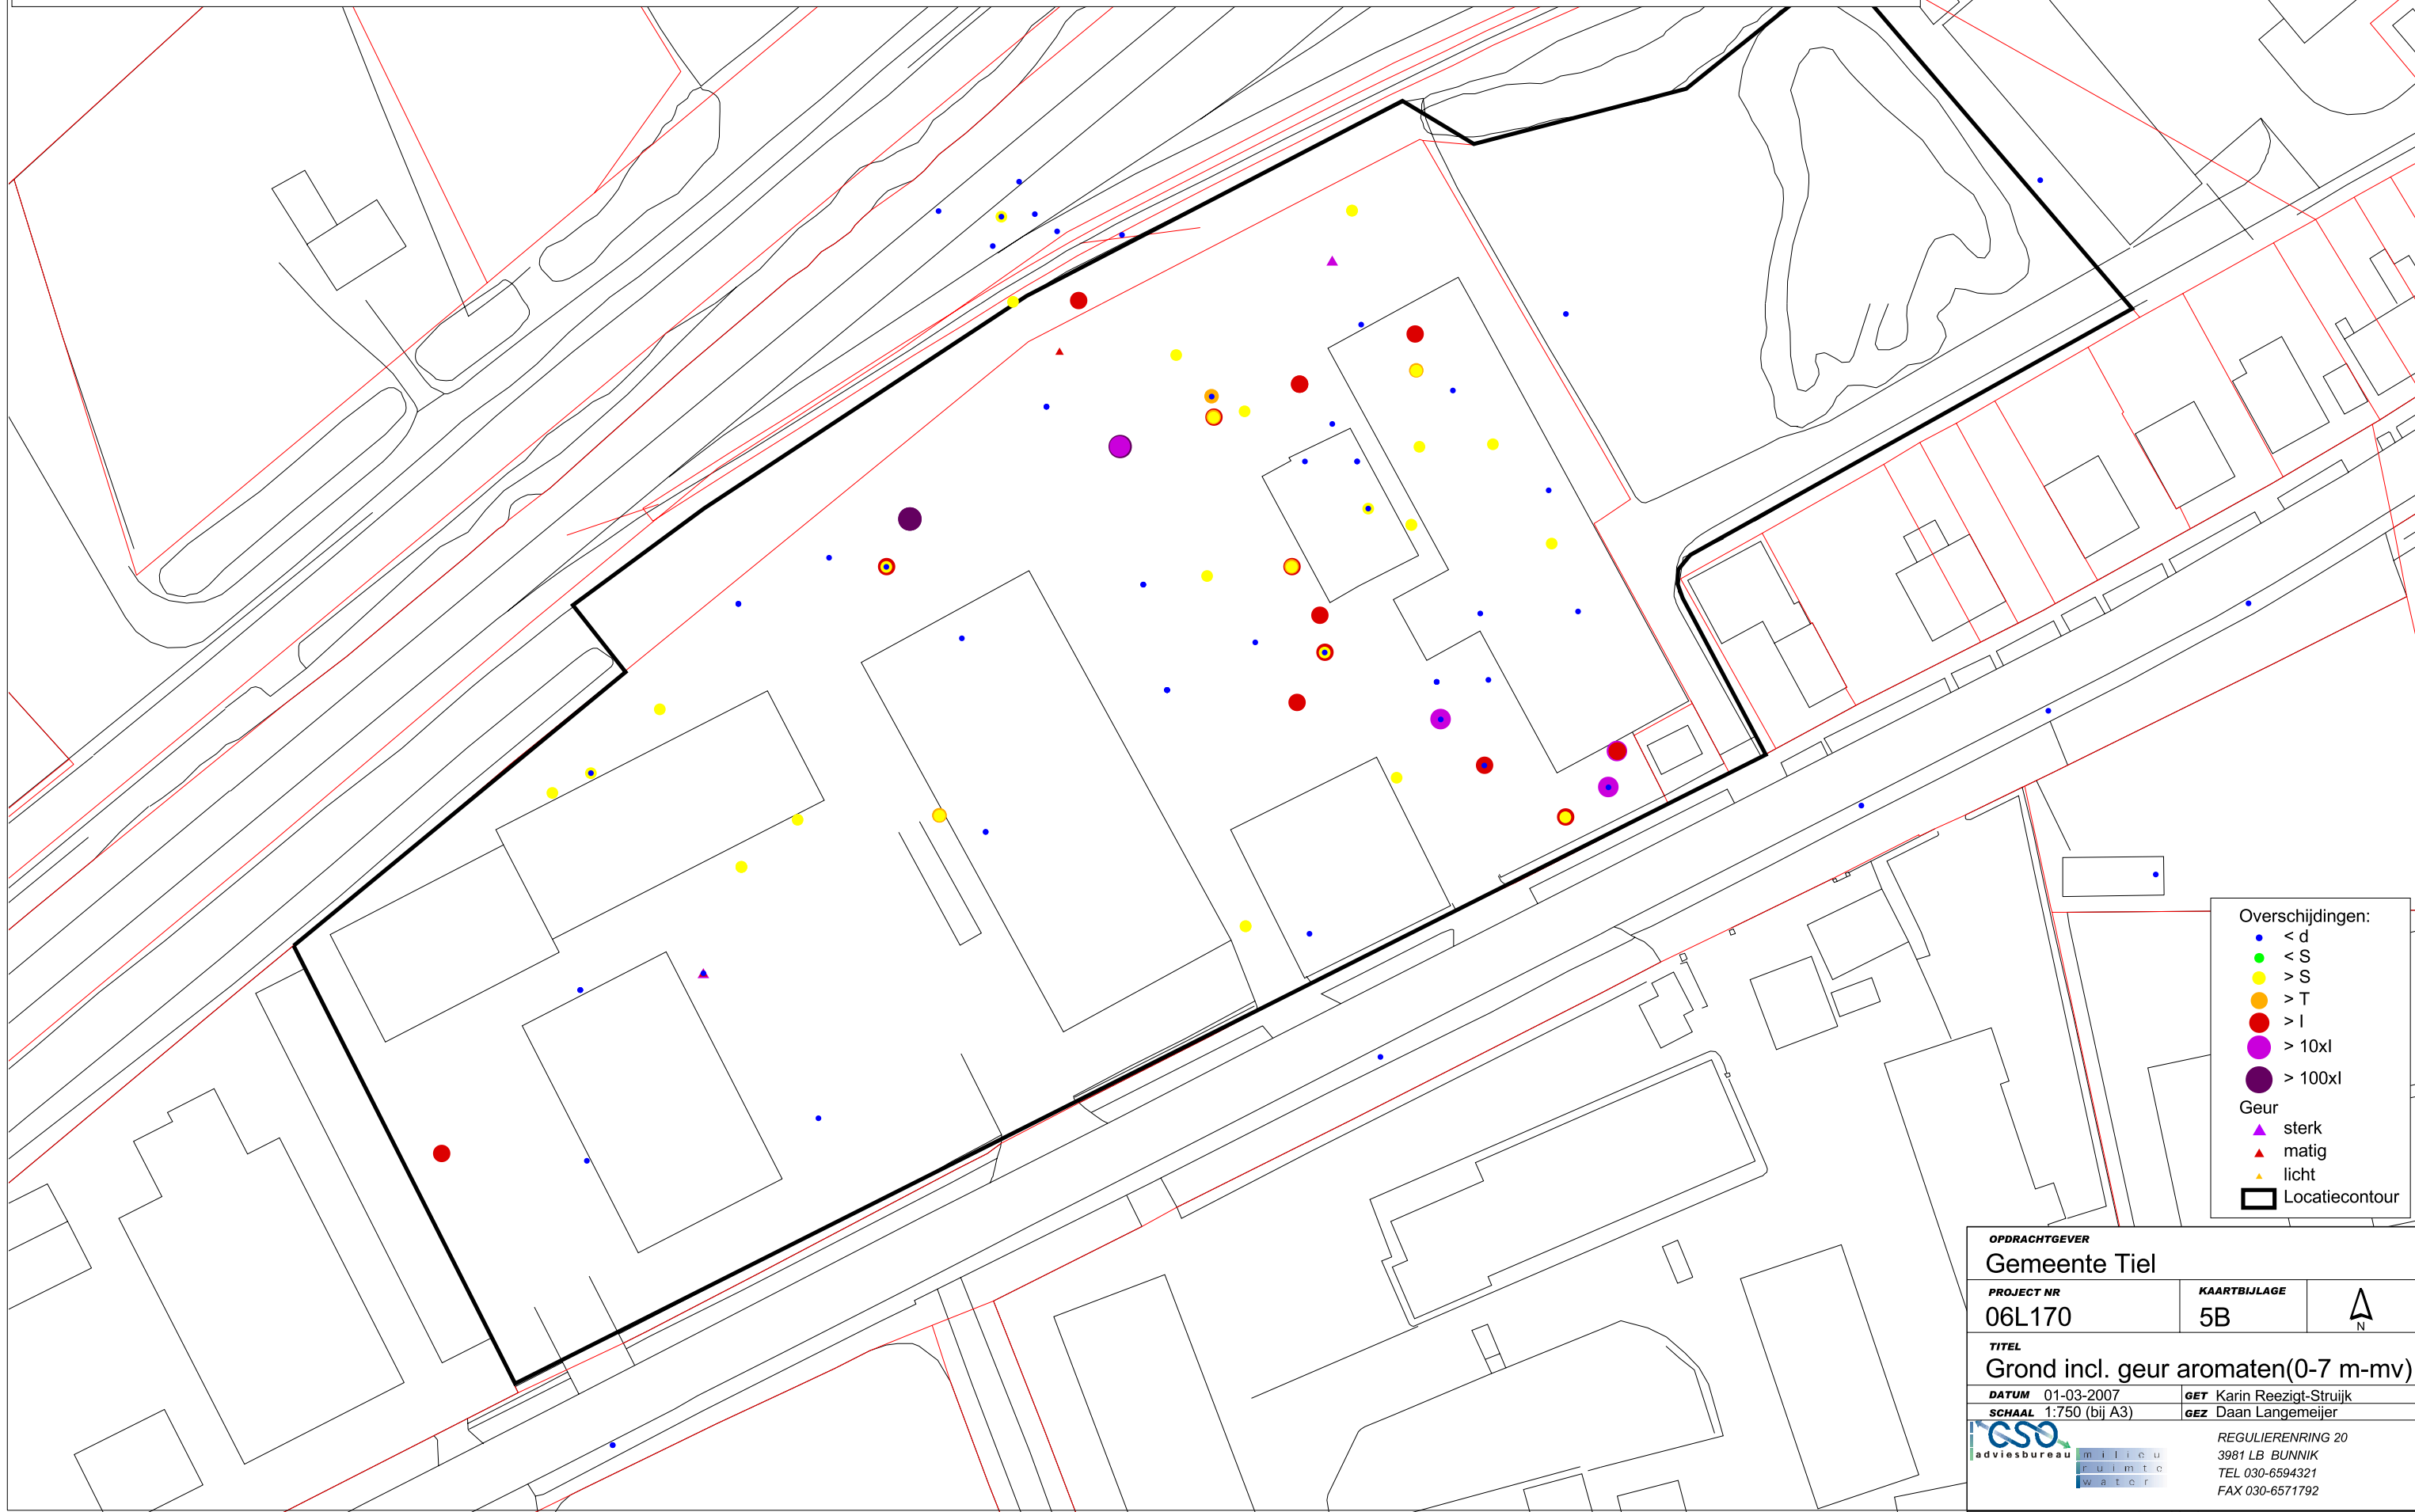 Overschijdingen:
< d
< S
> S
> T
> I
> 10xI
> 100xI
Geur
sterk
matig
licht
Locatiecontour
OPDRACHTGEVER
Gemeente Tiel
PROJECT NR
06L170
KAARTBIJLAGE
5B
N
TITEL
Grond incl. geur aromaten(0-7 m-mv)
DATUM 01-03-2007
GET Karin Reezigt-Struijk
SCHAAL 1:750 (bij A3)
GEZ Daan Langemeijer
CSO
adviesbureau
milieu
ruimte
water
REGULIERENRING 20
3981 LB BUNNIK
TEL 030-6594321
FAX 030-6571792